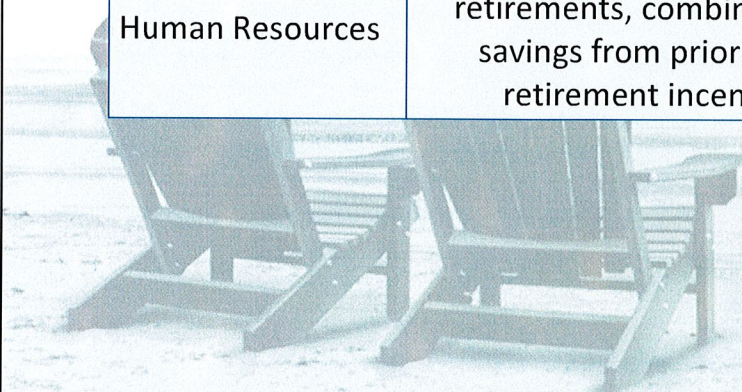 Human Resources
retirements, combin
savings from prior
retirement incen